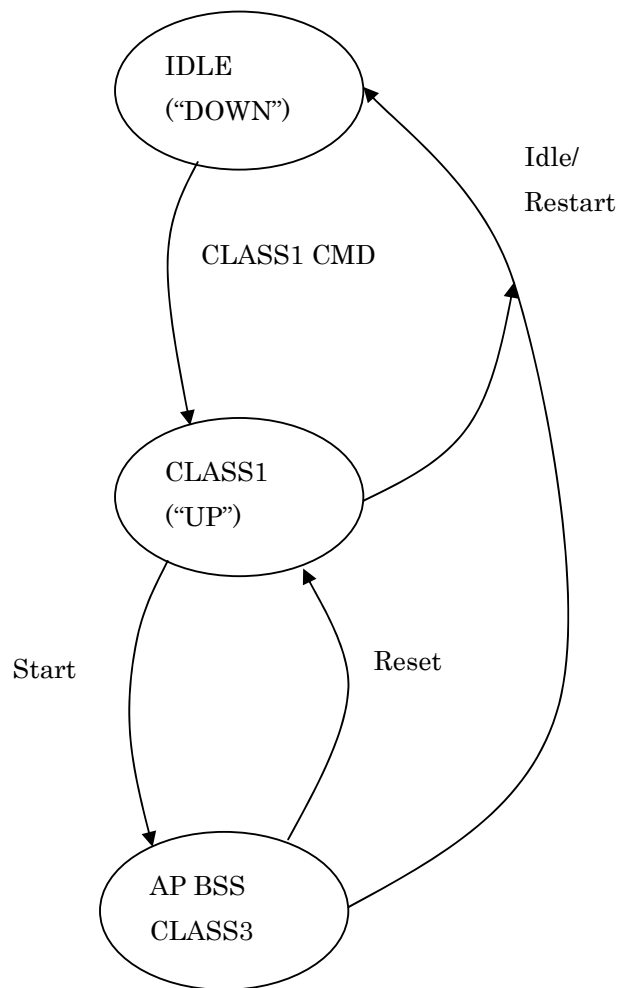 IDLE
(“DOWN”)
Idle/
Restart
CLASS1 CMD
CLASS1
(“UP”)
Start
Reset
AP BSS
CLASS3